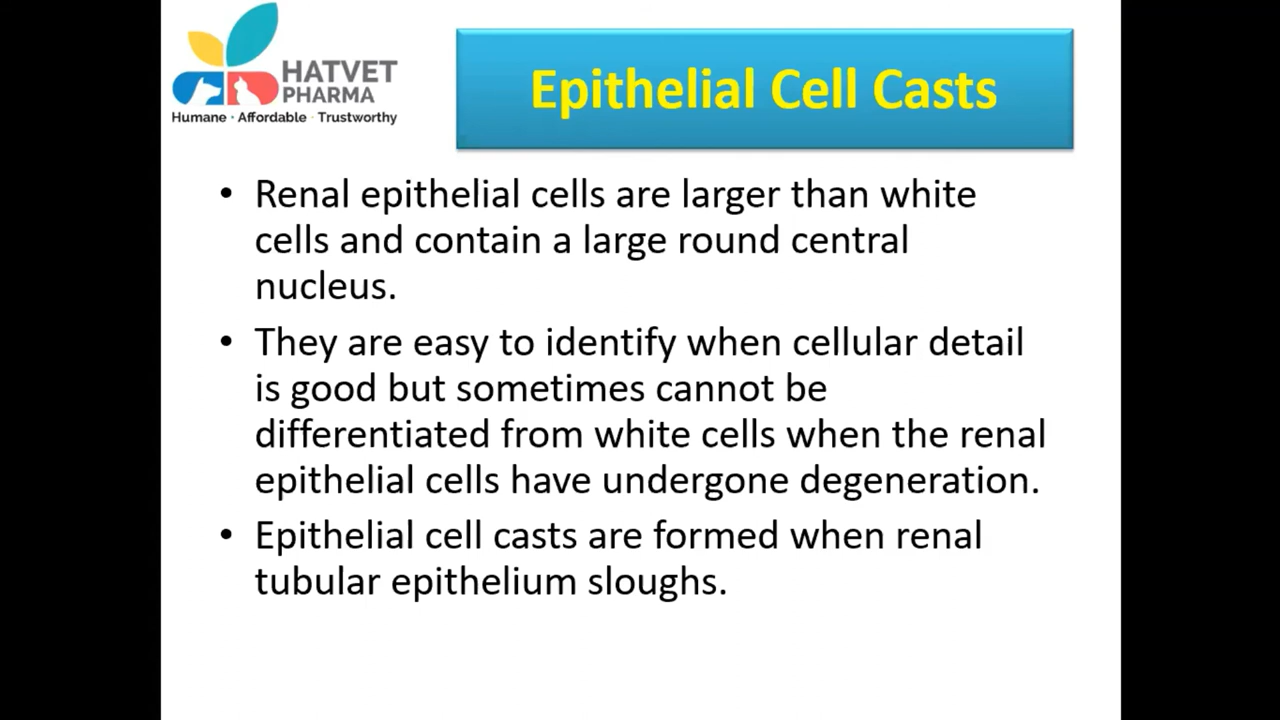 HATVET
PHARMA
Humane · Affordable · Trustworthy
Epithelial Cell Casts
• Renal epithelial cells are larger than white
cells and contain a large round central
nucleus.
• They are easy to identify when cellular detail
is good but sometimes cannot be
differentiated from white cells when the renal
epithelial cells have undergone degeneration.
• Epithelial cell casts are formed when renal
tubular epithelium sloughs.